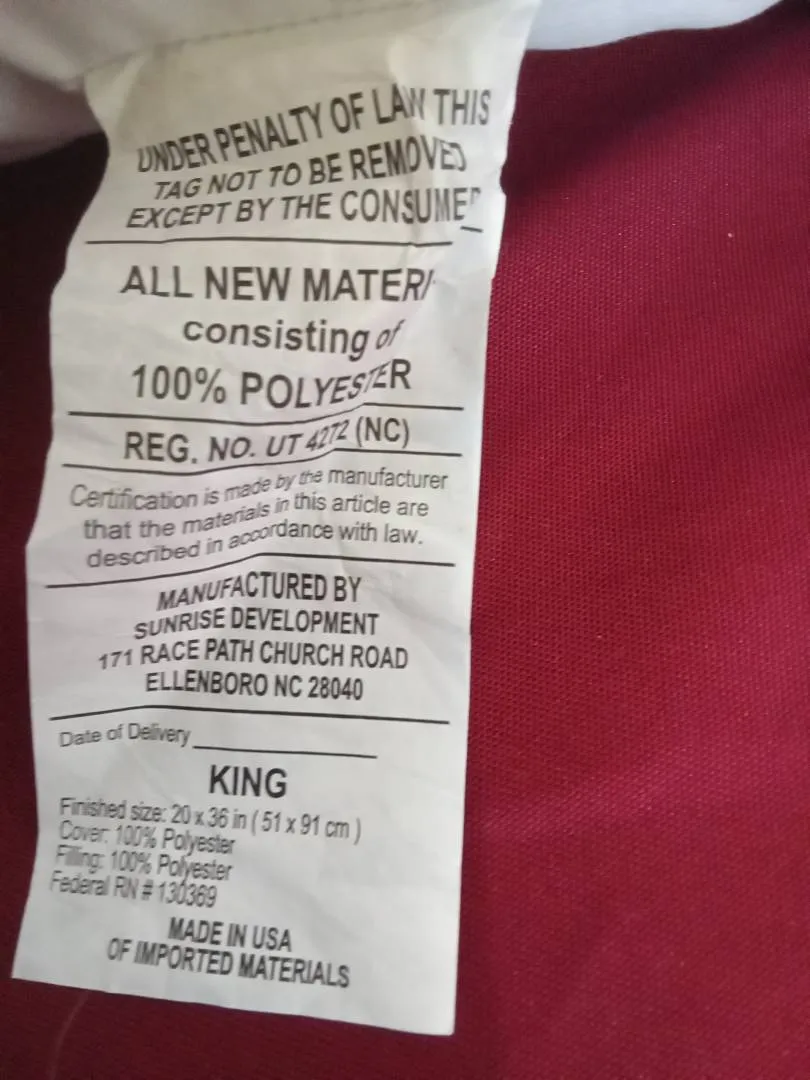 UNDER PENALTY OF LAW THIS
TAG NOT TO BE REMOVED
EXCEPT BY THE CONSUMER
ALL NEW MATERI
consisting of
100% POLYESTER
REG. NO. UT 4272 (NC)
Certification is made by the manufacturer
that the materials in this article are
described in accordance with law.
MANUFACTURED BY
SUNRISE DEVELOPMENT
171 RACE PATH CHURCH ROAD
ELLENBORO NC 28040
Date of Delivery
KING
Finished size: 20 x 36 in ( 51 x 91 cm )
Cover: 100% Polyester
Filling: 100% Polyester
Federal RN # 130369
MADE IN USA
OF IMPORTED MATERIALS